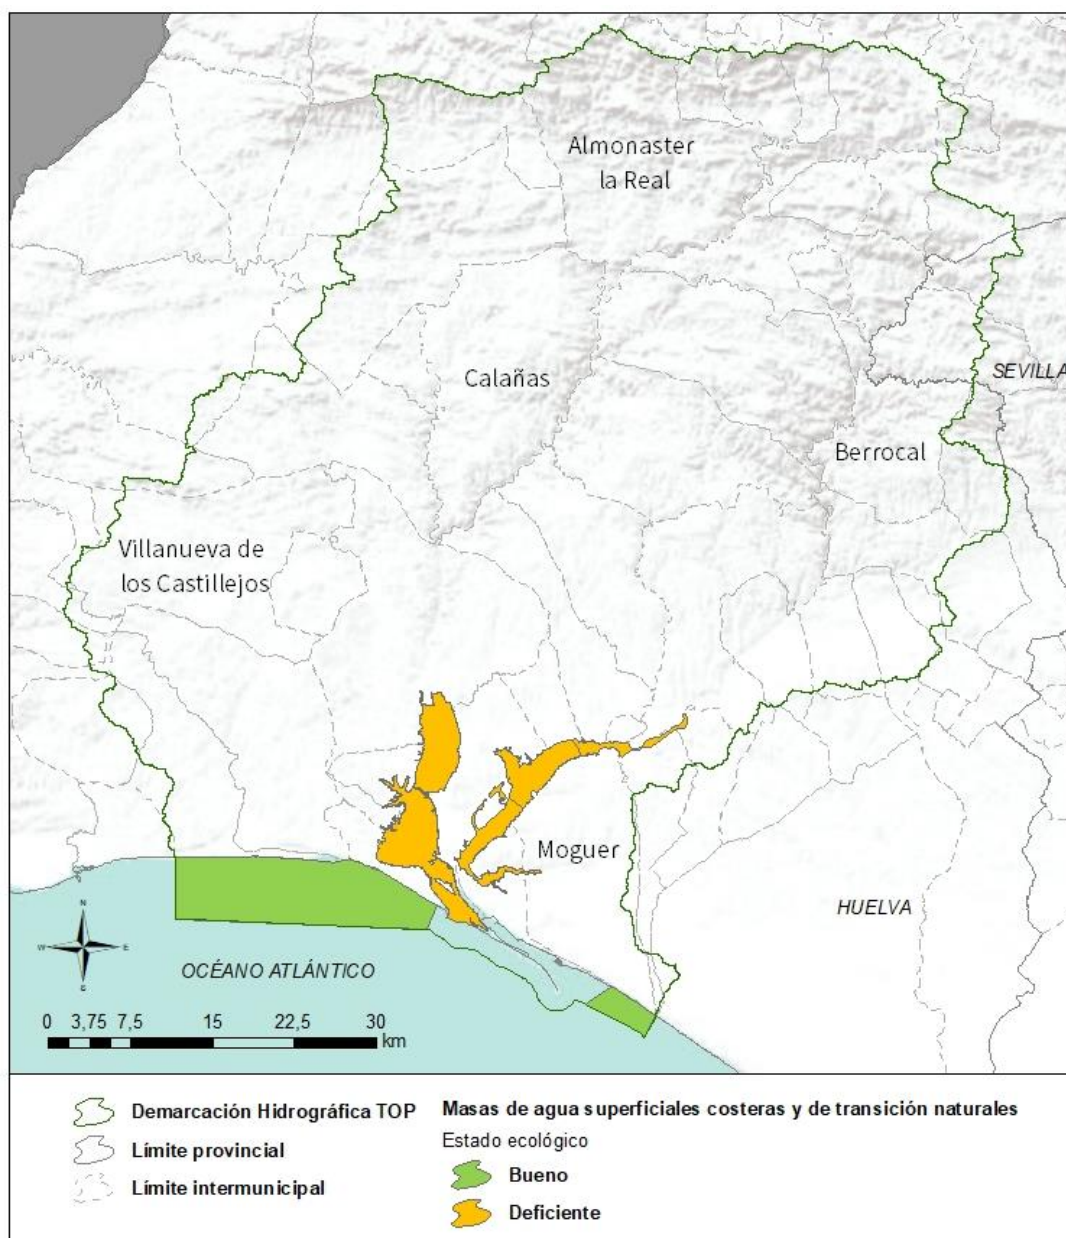 Almonaster
la Real
SEVILLA
Calañas
Berrocal
Villanueva de
los Castillejos
Moguer
HUELVA
N
W E
S
OCÉANO ATLÁNTICO
0 3,75 7,5 15 22,5 30
km
Demarcación Hidrográfica TOP
Límite provincial
Límite intermunicipal
Masas de agua superficiales costeras y de transición naturales
Estado ecológico
Bueno
Deficiente